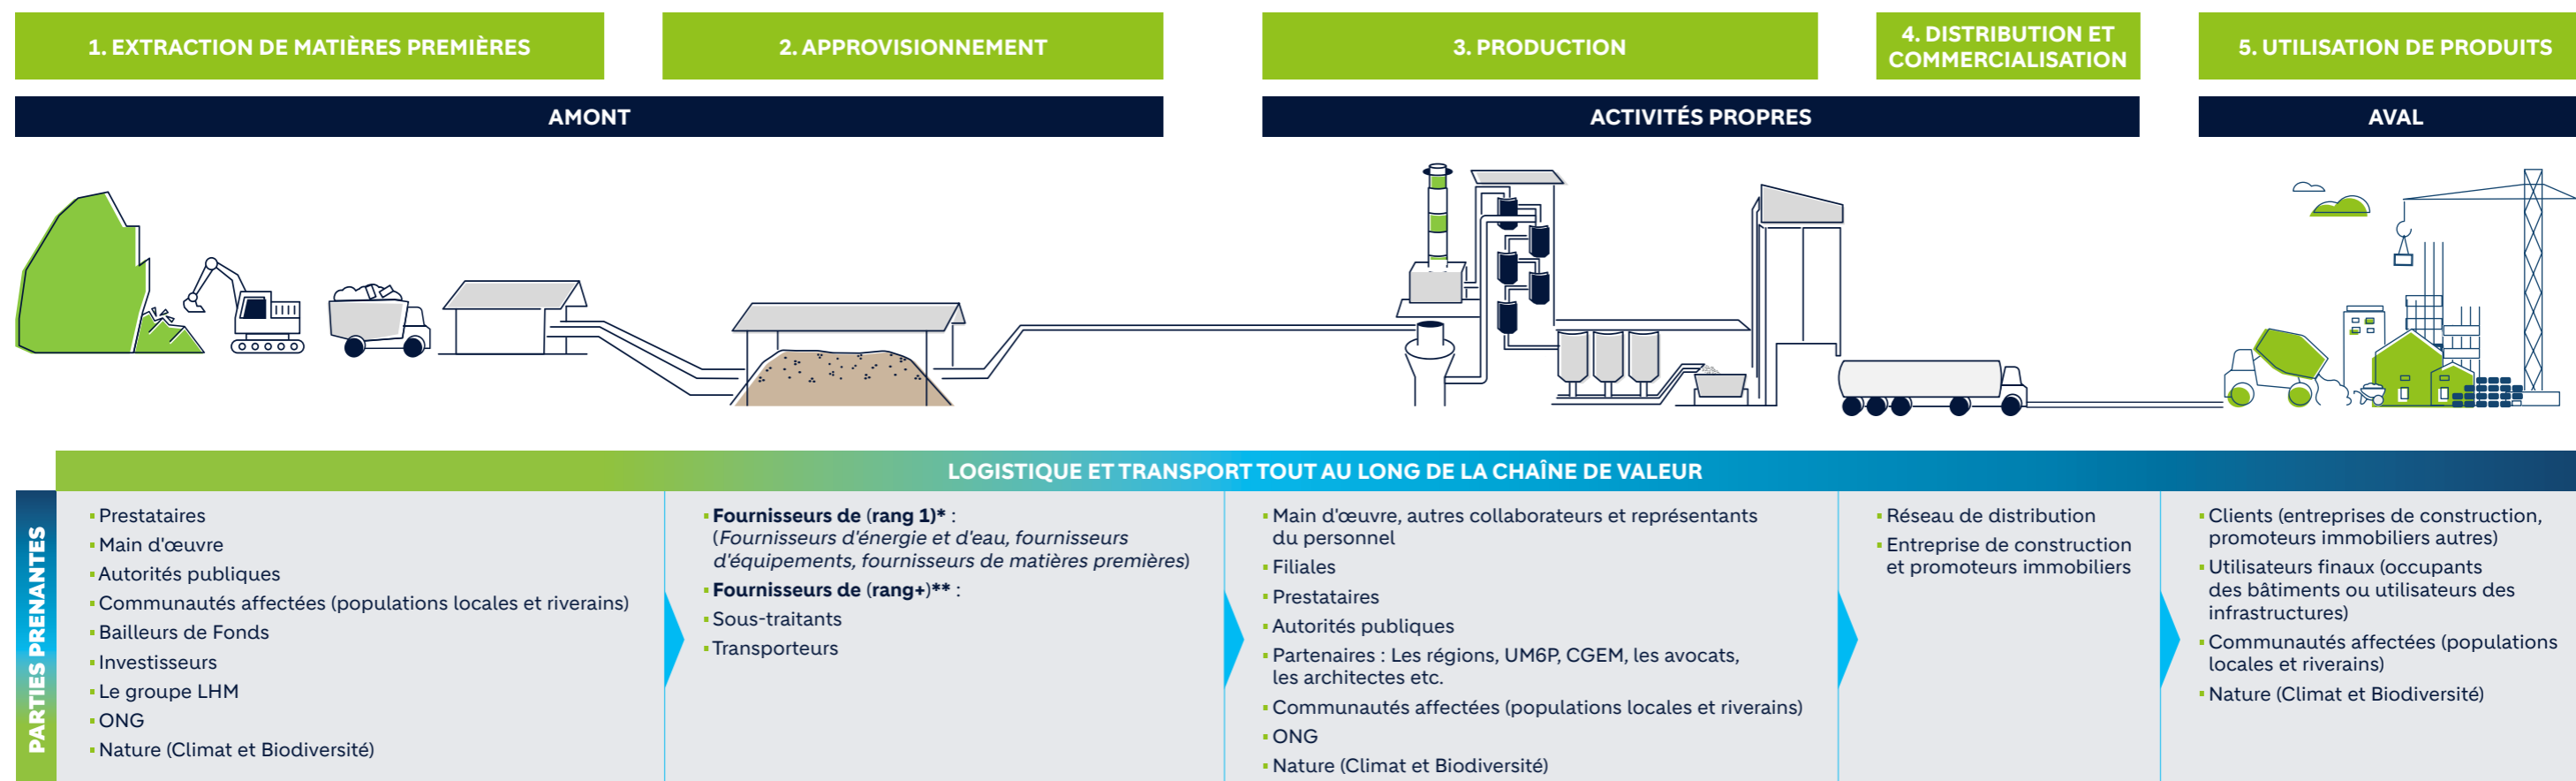 1. EXTRACTION DE MATIÈRES PREMIÈRES
2. APPROVISIONNEMENT
3. PRODUCTION
4. DISTRIBUTION ET
COMMERCIALISATION
5. UTILISATION DE PRODUITS
AMONT
ACTIVITÉS PROPRES
AVAL
LOGISTIQUE ET TRANSPORT TOUT AU LONG DE LA CHAÎNE DE VALEUR
PARTIES PRENANTES
▪ Prestataires
▪ Main d'œuvre
▪ Autorités publiques
▪ Communautés affectées (populations locales et riverains)
▪ Bailleurs de Fonds
▪ Investisseurs
▪ Le groupe LHM
▪ ONG
▪ Nature (Climat et Biodiversité)
▪ Fournisseurs de (rang 1)* :
(Fournisseurs d'énergie et d'eau, fournisseurs
d'équipements, fournisseurs de matières premières)
▪ Fournisseurs de (rang+)** :
▪ Sous-traitants
▪ Transporteurs
▪ Main d'œuvre, autres collaborateurs et représentants
du personnel
▪ Filiales
▪ Prestataires
▪ Autorités publiques
▪ Partenaires : Les régions, UM6P, CGEM, les avocats,
les architectes etc.
▪ Communautés affectées (populations locales et riverains)
▪ ONG
▪ Nature (Climat et Biodiversité)
▪ Réseau de distribution
▪ Entreprise de construction
et promoteurs immobiliers
▪ Clients (entreprises de construction,
promoteurs immobiliers autres)
▪ Utilisateurs finaux (occupants
des bâtiments ou utilisateurs des
infrastructures)
▪ Communautés affectées (populations
locales et riverains)
▪ Nature (Climat et Biodiversité)